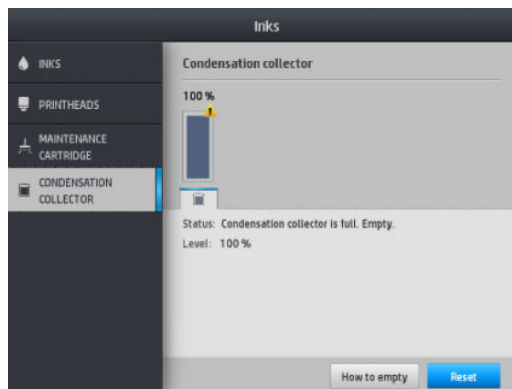 Inks
INKS
PRINTHEADS
MAINTENANCE
CARTRIDGE
CONDENSATION
COLLECTOR
Condensation collector
100 %
Status: Condensation collector is full. Empty.
Level: 100 %
How to empty
Reset